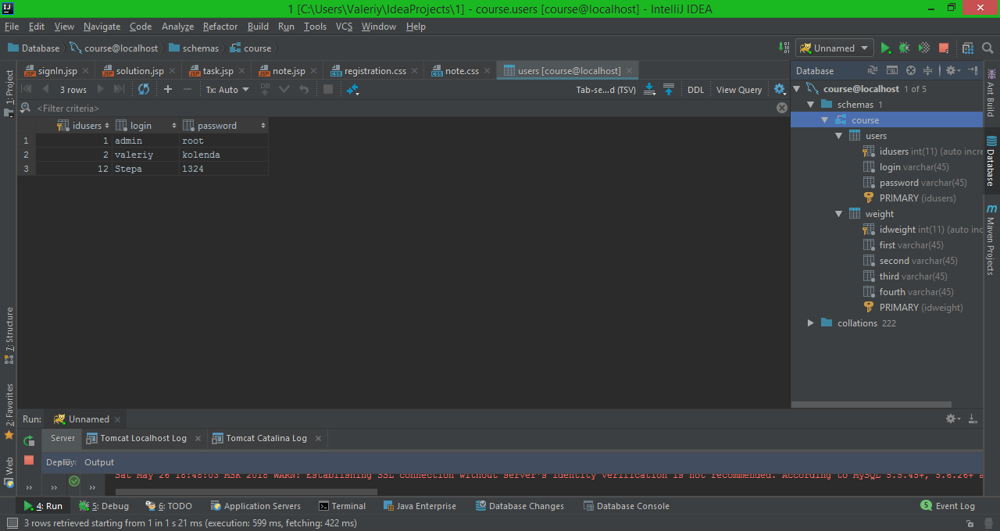 1 [C:\Users\Valeriy\IdeaProjects\1] - course.users [course@localhost] - IntelliJ IDEA
File Edit View Navigate Code Analyze Refactor Build Run Tools VCS Window Help
Database course@localhost schemas course
Unnamed
signIn.jsp solution.jsp task.jsp note.jsp registration.css note.css users [course@localhost]
3 rows Tx: Auto DB Tab-se...d (TSV) DDL View Query
<Filter criteria>
idusers login password
1 1 admin root
2 2 valeriy kolenda
3 12 Stepa 1324
Database
course@localhost 1 of 5
schemas 1
course
users
idusers int(11) (auto incre
login varchar(45)
password varchar(45)
PRIMARY (idusers)
weight
idweight int(11) (auto inc
first varchar(45)
second varchar(45)
third varchar(45)
fourth varchar(45)
PRIMARY (idweight)
collations 222
1: Project
7: Structure
2: Favorites
Web
Ant Build
Database
Maven Projects
Run: Unnamed
Server Tomcat Localhost Log Tomcat Catalina Log
Output
Sat May 26 18:48:03 MSK 2018 WARN: Establishing SSL connection without server's identity verification is not recommended. According to MySQL 5.5.45+, 5.6.26+ a
4: Run 5: Debug 6: TODO Application Servers Terminal Java Enterprise Database Changes Database Console 5 Event Log
3 rows retrieved starting from 1 in 1 s 21 ms (execution: 599 ms, fetching: 422 ms)